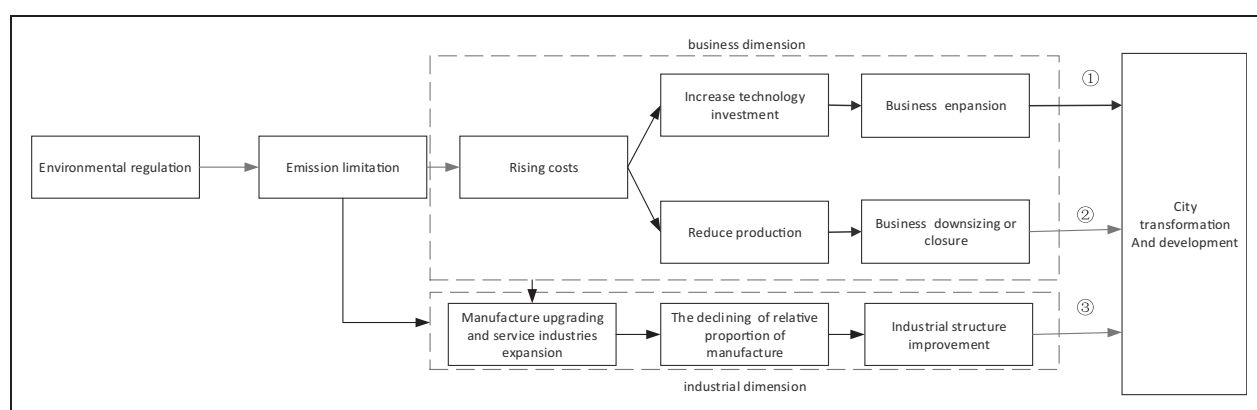 business dimension
①
Increase technology
investment
Business enpansion
Environmental regulation
Emission limitation
Rising costs
City
transformation
And development
②
Reduce production
Business downsizing or
closure
③
Manufacture upgrading
and service industries
expansion
The declining of relative
proportion of
manufacture
Industrial structure
improvement
industrial dimension